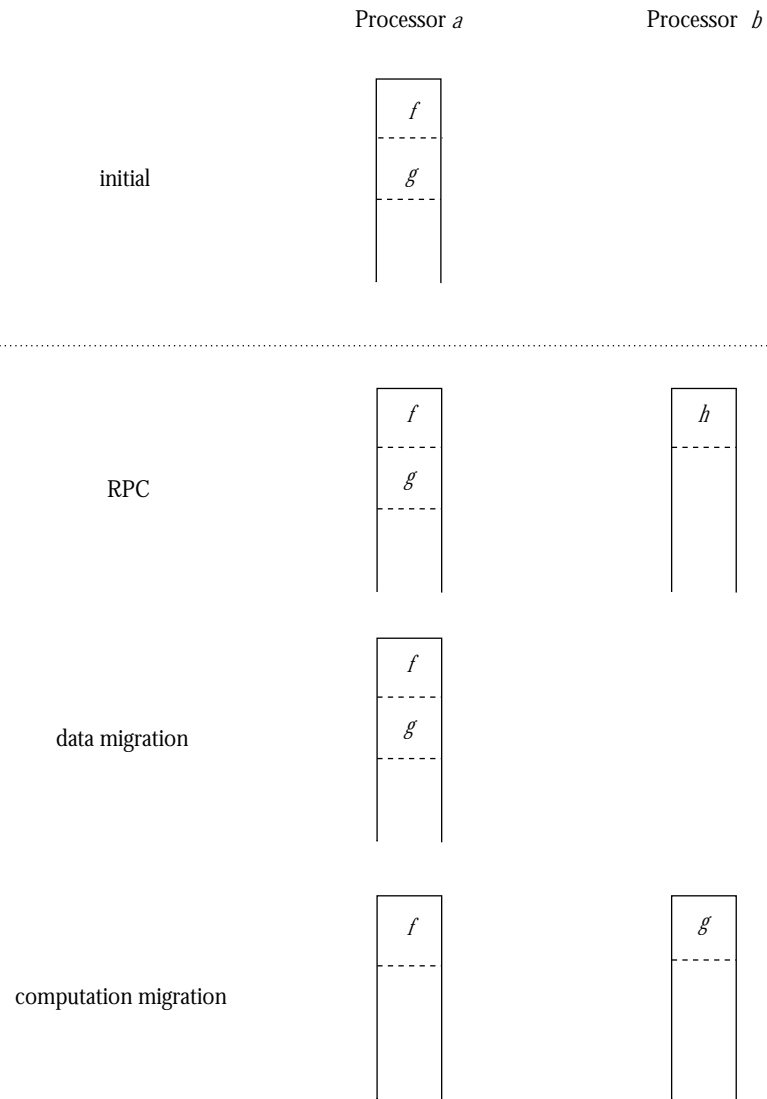 Processor a Processor b
f
initial
g
f h
RPC
g
f
data migration
g
f g
computation migration